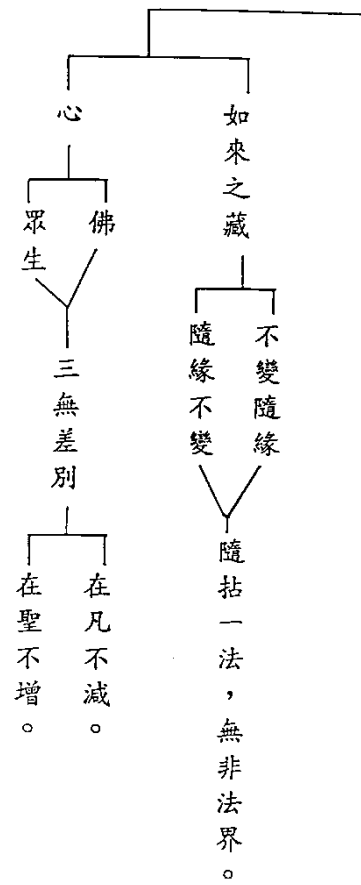 如來之藏
不變隨緣
隨緣不變
隨拈一法，無非法界。
心
佛
眾生
三無差別
在凡不減。
在聖不增。